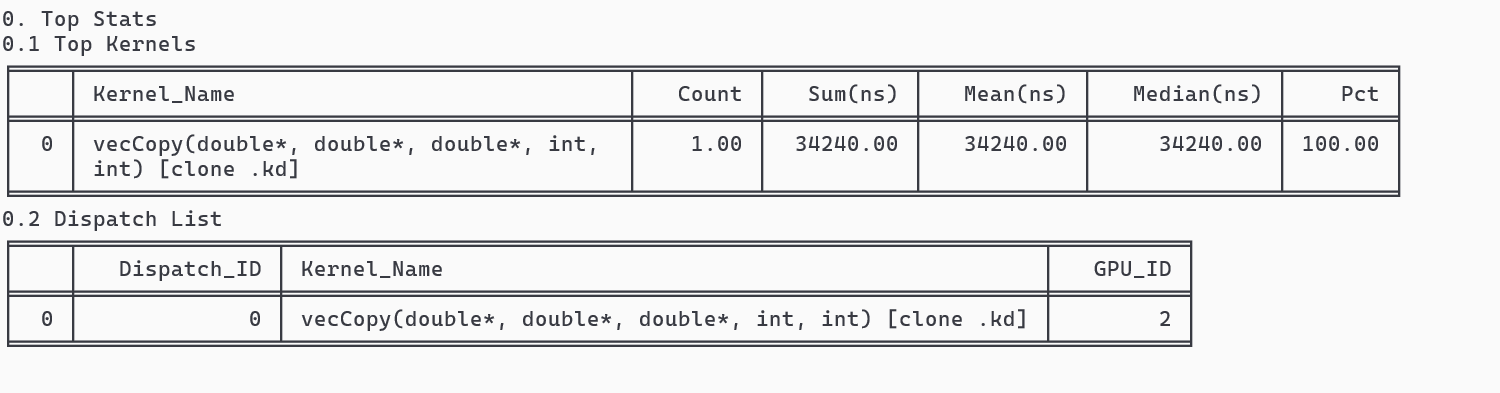 0. Top Stats
0.1 Top Kernels
Kernel_Name Count Sum(ns) Mean(ns) Median(ns) Pct
0 vecCopy(double*, double*, double*, int, 1.00 34240.00 34240.00 34240.00 100.00
int) [clone .kd]
0.2 Dispatch List
Dispatch_ID Kernel_Name GPU_ID
0 0 vecCopy(double*, double*, double*, int, int) [clone .kd] 2